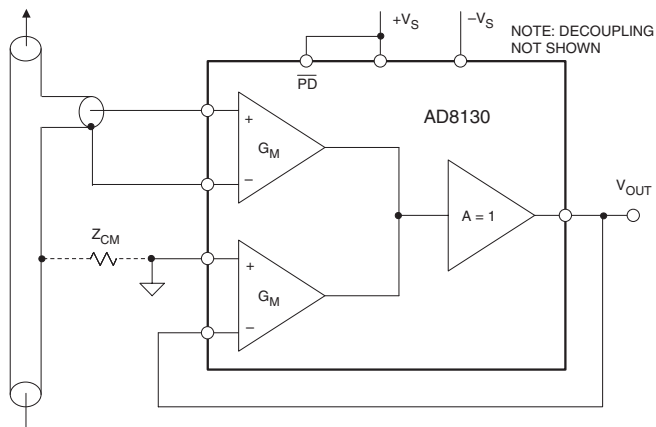 +V_S
–V_S
NOTE: DECOUPLING
NOT SHOWN
PD
AD8130
+
G_M
–
V_OUT
A = 1
Z_CM
+
G_M
–